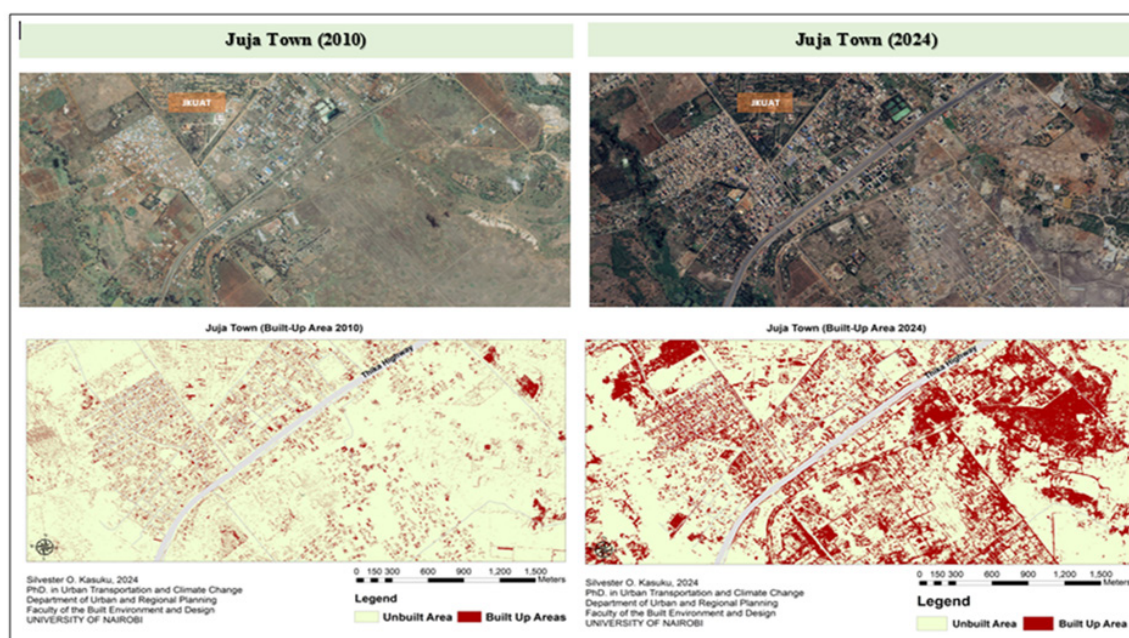 Juja Town (2010)
Juja Town (2024)
JKUAT
JKUAT
Juja Town (Built-Up Area 2010)
Juja Town (Built-Up Area 2024)
Thika Highway
Thika Highway
Silvester O. Kasuku, 2024
PhD. in Urban Transportation and Climate Change
Department of Urban and Regional Planning
Faculty of the Built Environment and Design
UNIVERSITY OF NAIROBI
0 150 300 600 900 1,200 1,500
Meters
Legend
Unbuilt Area Built Up Areas
Silvester O. Kasuku, 2024
PhD. in Urban Transportation and Climate Change
Department of Urban and Regional Planning
Faculty of the Built Environment and Design
UNIVERSITY OF NAIROBI
0 150 300 600 900 1,200 1,500
Meters
Legend
Unbuilt Area Built Up Area